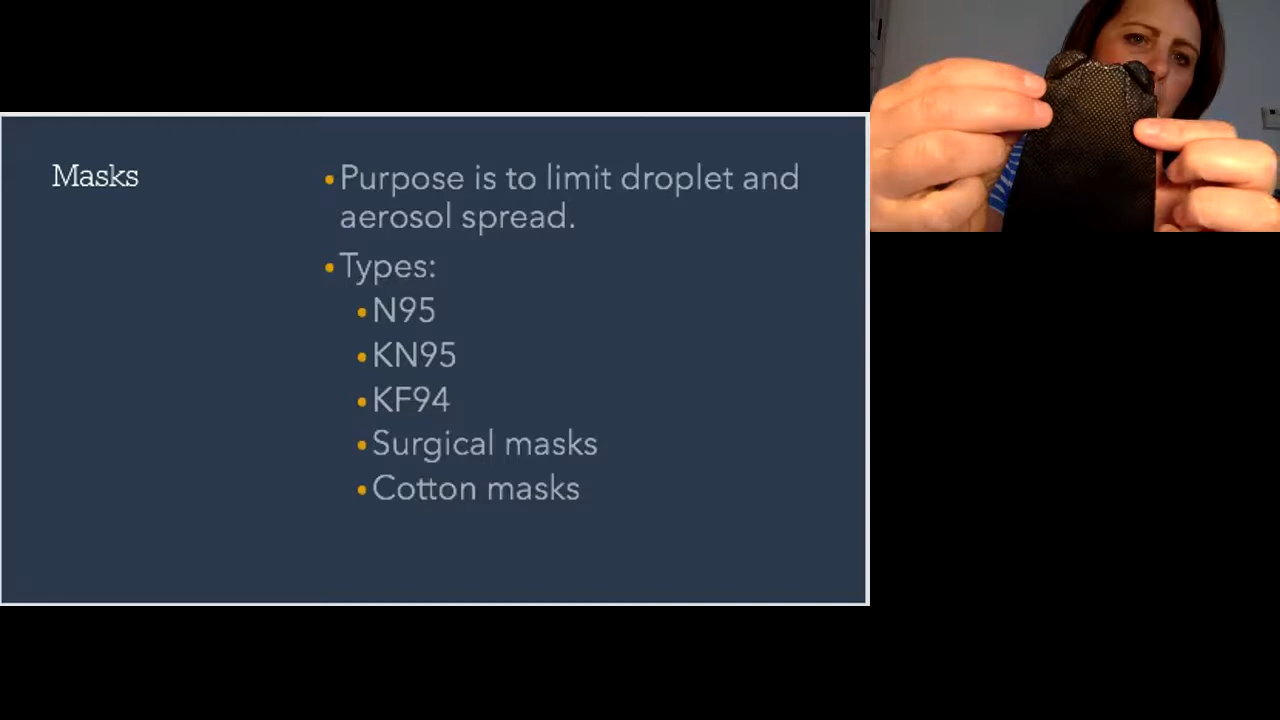 Masks
• Purpose is to limit droplet and
aerosol spread.
• Types:
• N95
• KN95
• KF94
• Surgical masks
• Cotton masks